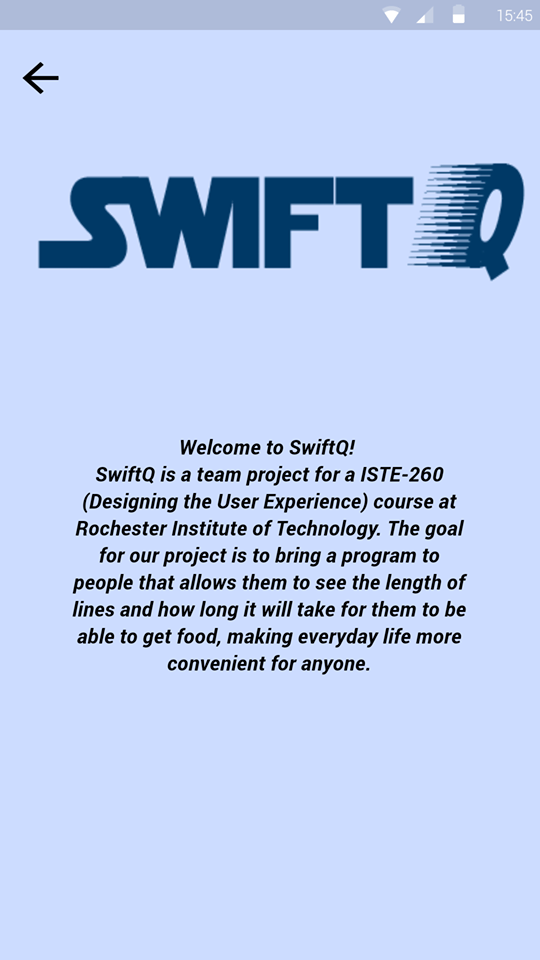 15:45
SWIFTQ
Welcome to SwiftQ!
SwiftQ is a team project for a ISTE-260
(Designing the User Experience) course at
Rochester Institute of Technology. The goal
for our project is to bring a program to
people that allows them to see the length of
lines and how long it will take for them to be
able to get food, making everyday life more
convenient for anyone.